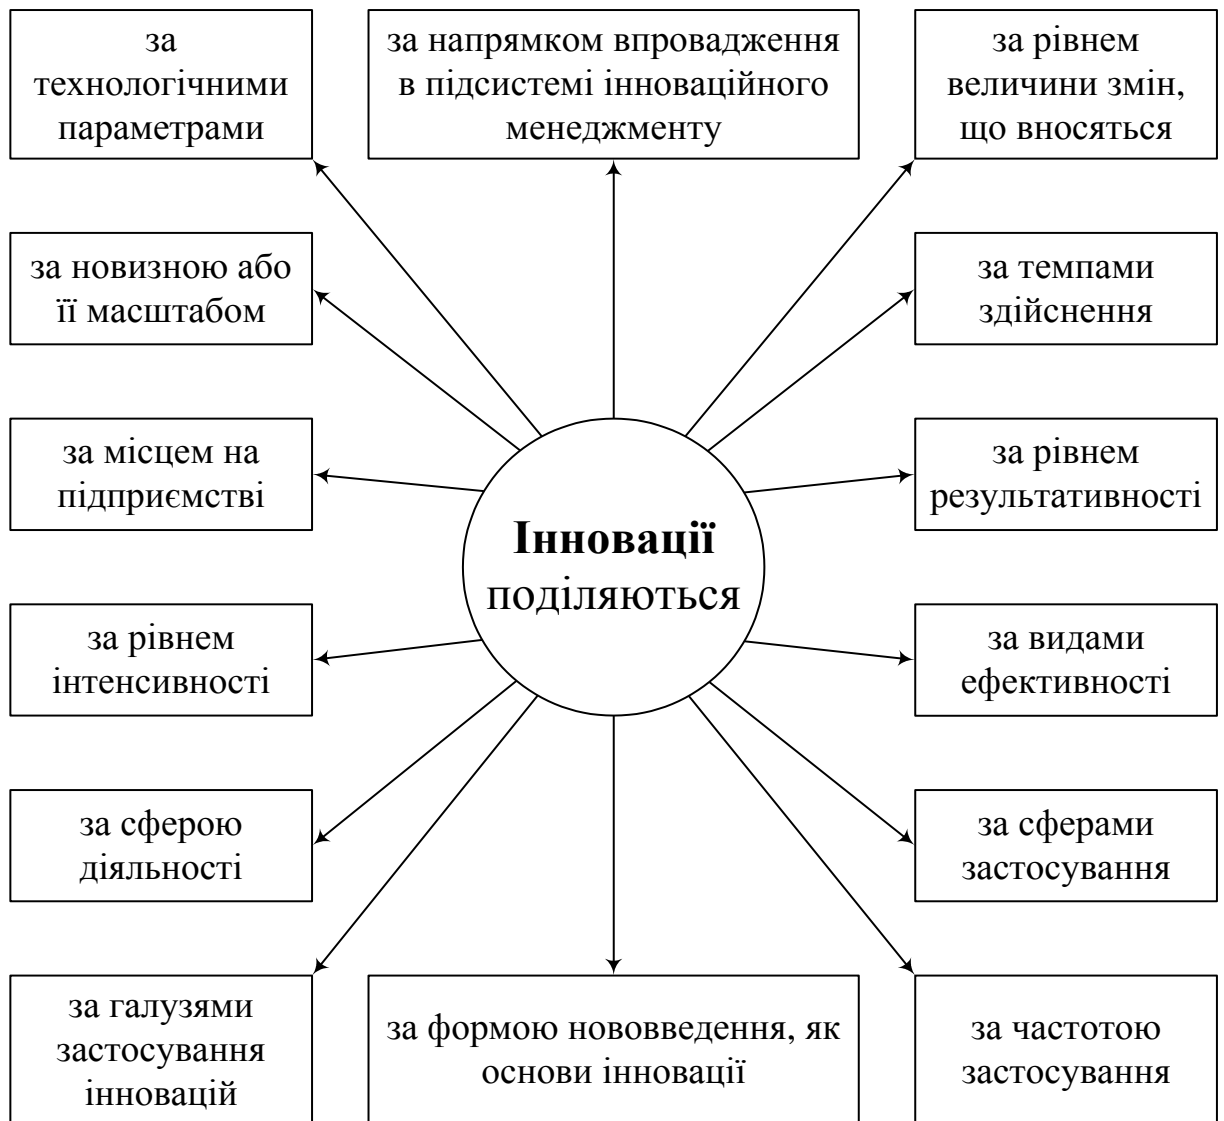 за
технологічними
параметрами
за напрямком впровадження
в підсистемі інноваційного
менеджменту
за рівнем
величини змін,
що вносяться
за новизною або
її масштабом
за темпами
здійснення
за місцем на
підприємстві
за рівнем
результативності
Інновації
поділяються
за рівнем
інтенсивності
за видами
ефективності
за сферою
діяльності
за сферами
застосування
за галузями
застосування
інновацій
за формою нововведення, як
основи інновації
за частотою
застосування